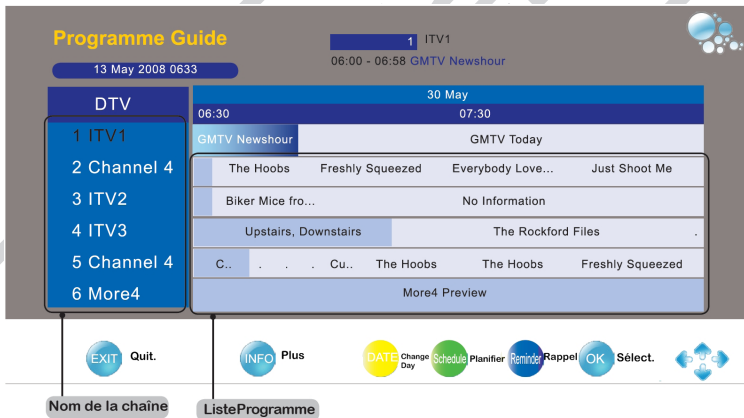 Programme Guide
1 ITV1
06:00 - 06:58 GMTV Newshour
13 May 2008 0633
DTV
30 May
06:30 07:30
1 ITV1 GMTV Newshour GMTV Today
2 Channel 4 The Hoobs Freshly Squeezed Everybody Love... Just Shoot Me
3 ITV2 Biker Mice fro... No Information
4 ITV3 Upstairs, Downstairs The Rockford Files .
5 Channel 4 C.. . . . Cu.. The Hoobs The Hoobs Freshly Squeezed
6 More4 More4 Preview
EXIT Quit. INFO Plus DATE Change Day Schedule Planifier Reminder Rappel OK Sélect.
Nom de la chaîne ListeProgramme